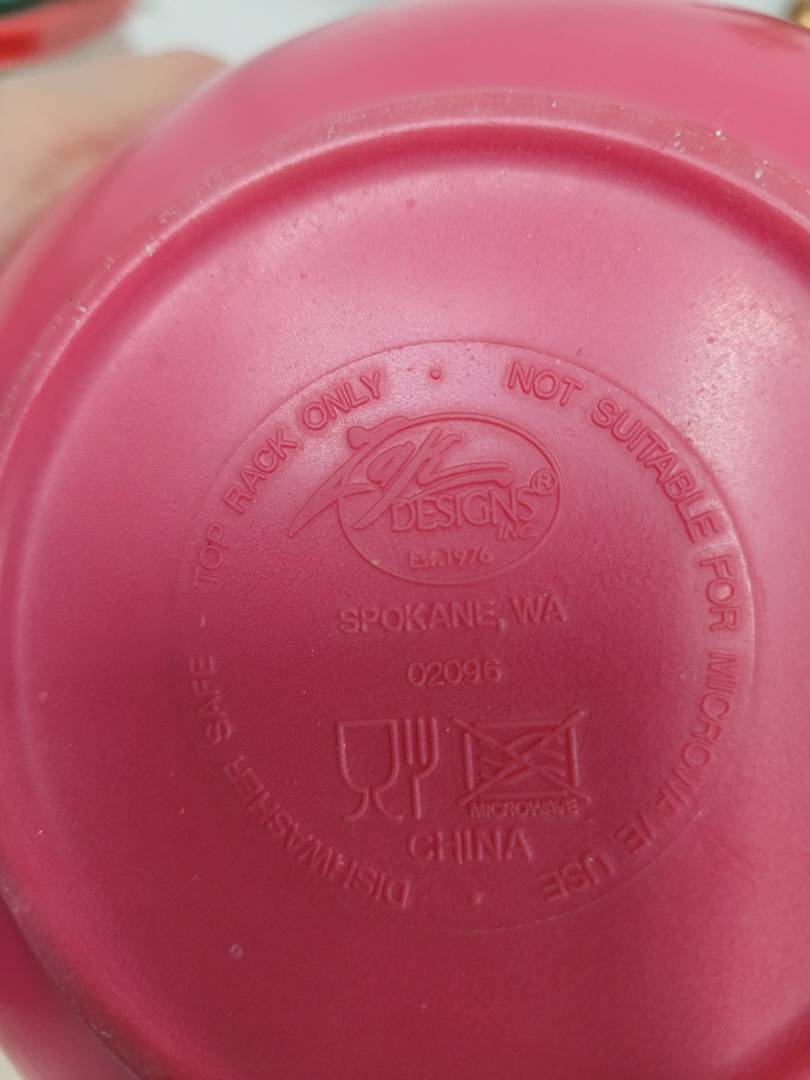 DISHWASHER SAFE - TOP RACK ONLY • NOT SUITABLE FOR MICROWAVE USE •
Zak!
DESIGNS®
INC.
Est.1976
SPOKANE, WA
02096
MICROWAVE
CHINA